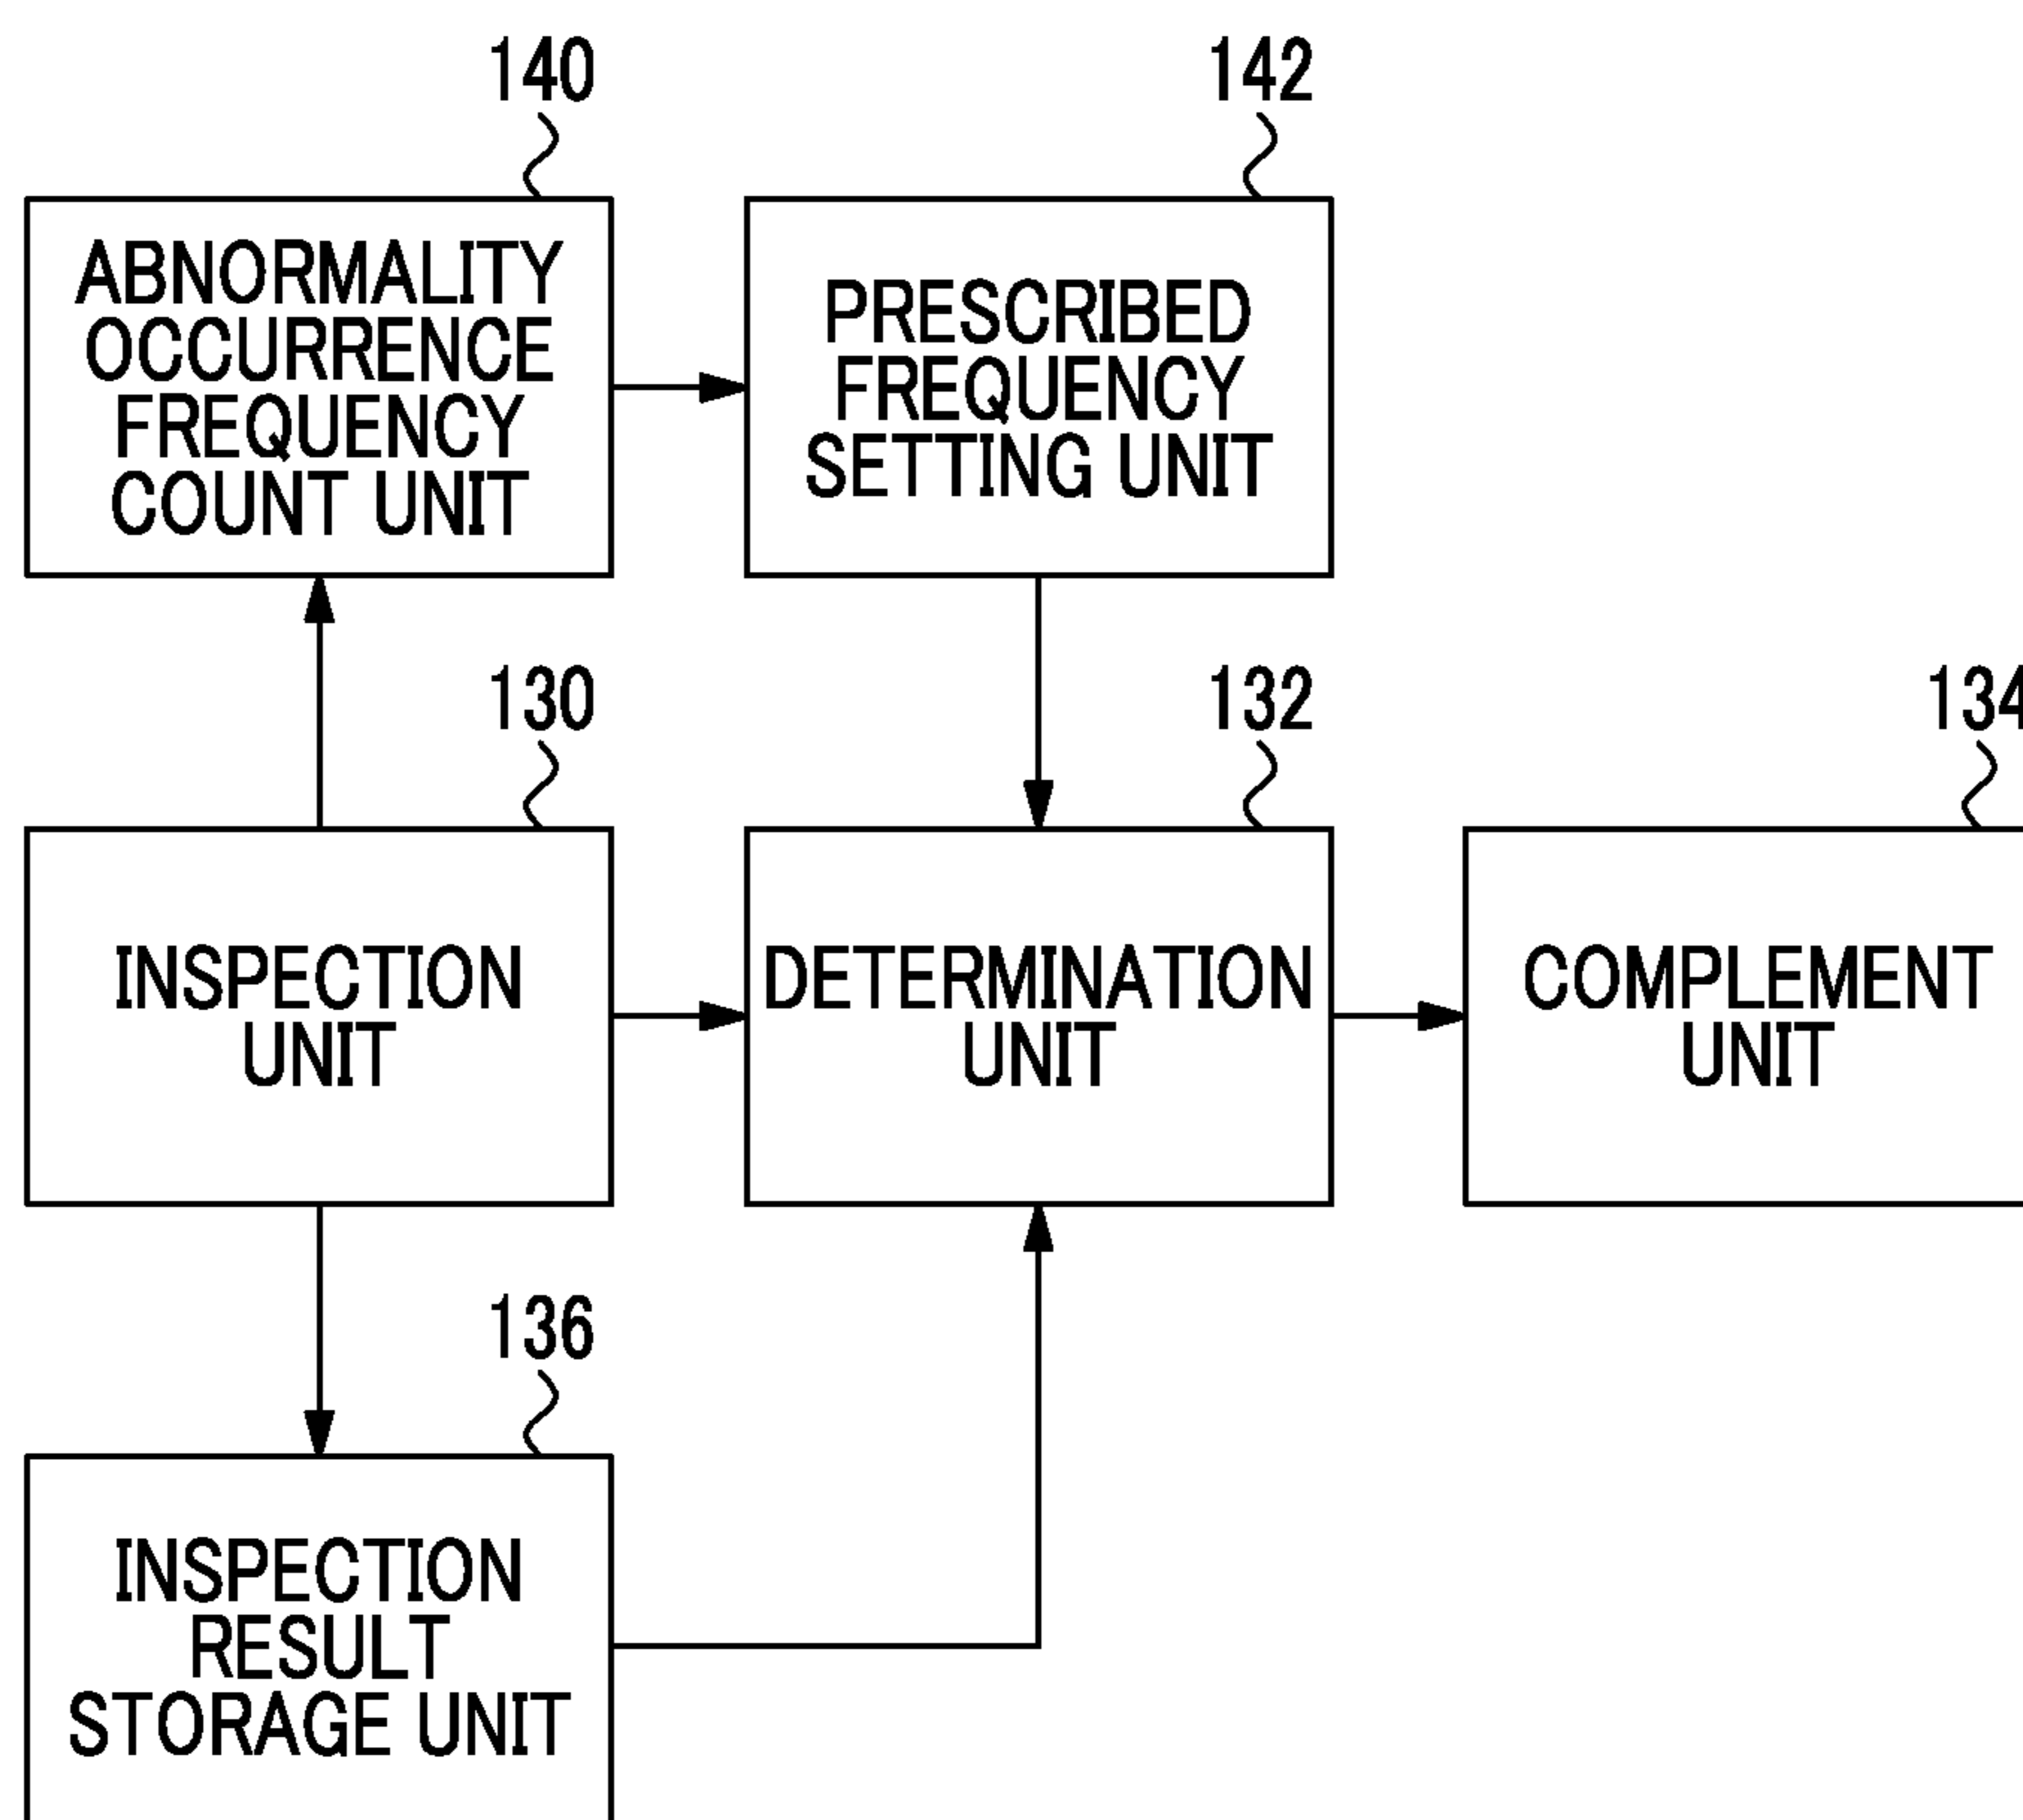 140
142
ABNORMALITY
OCCURRENCE
FREQUENCY
COUNT UNIT
PRESCRIBED
FREQUENCY
SETTING UNIT
130
132
134
INSPECTION
UNIT
DETERMINATION
UNIT
COMPLEMENT
UNIT
136
INSPECTION
RESULT
STORAGE UNIT